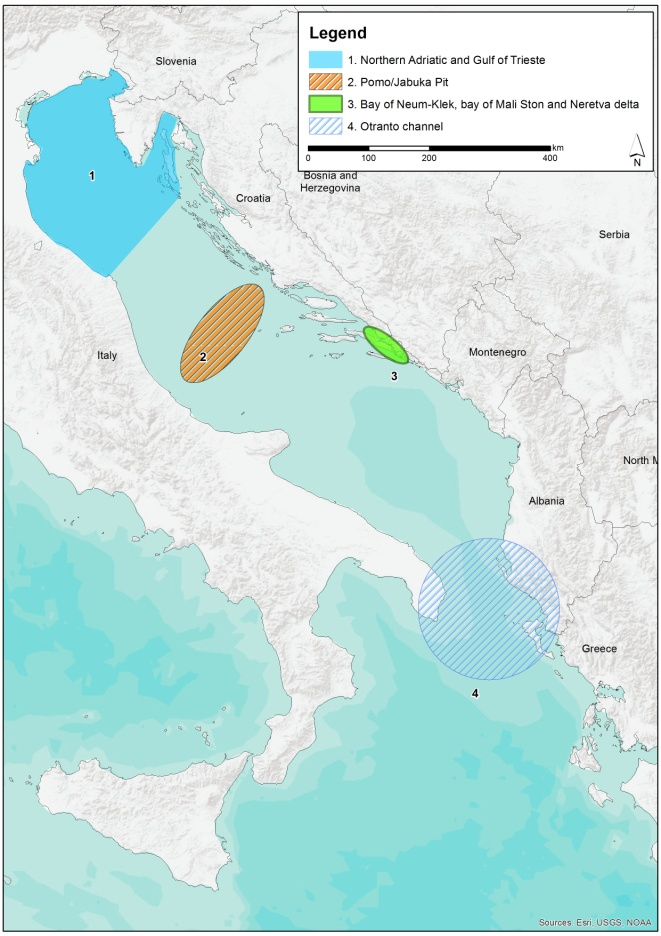 Legend
1. Northern Adriatic and Gulf of Trieste
2. Pomo/Jabuka Pit
3. Bay of Neum-Klek, bay of Mali Ston and Neretva delta
4. Otranto channel
km
0 100 200 400
N
Slovenia
Bosnia and
Herzegovina
1
Croatia
Serbia
Italy
2
Montenegro
3
North M
Albania
Greece
4
Sources: Esri, USGS, NOAA